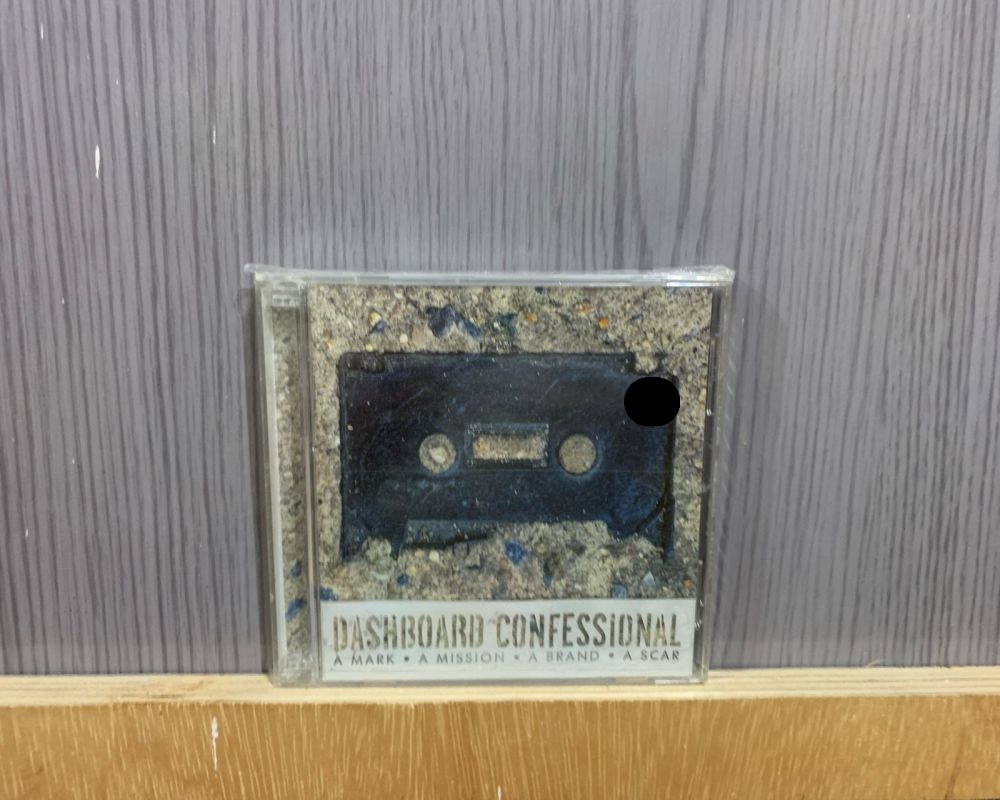 DASHBOARD CONFESSIONAL
A MARK • A MISSION • A BRAND • A SCAR